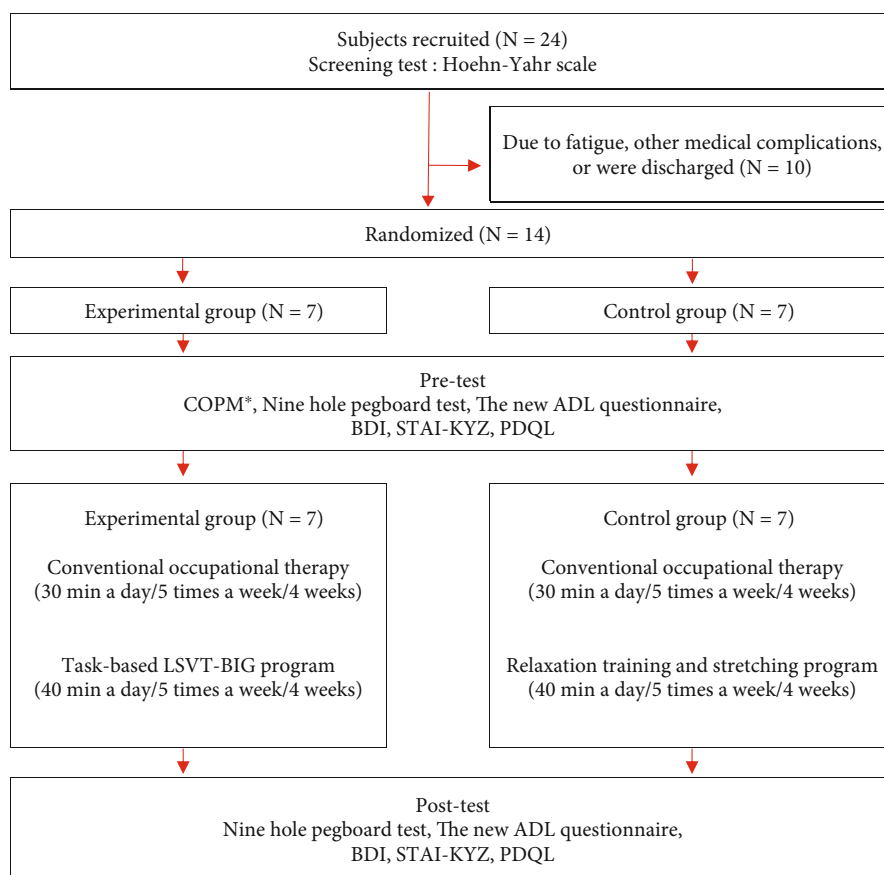 Subjects recruited (N = 24)
Screening test : Hoehn-Yahr scale
Due to fatigue, other medical complications,
or were discharged (N = 10)
Randomized (N = 14)
Experimental group (N = 7)
Control group (N = 7)
Pre-test
COPM*, Nine hole pegboard test, The new ADL questionnaire,
BDI, STAI-KYZ, PDQL
Experimental group (N = 7)
Conventional occupational therapy
(30 min a day/5 times a week/4 weeks)
Task-based LSVT-BIG program
(40 min a day/5 times a week/4 weeks)
Control group (N = 7)
Conventional occupational therapy
(30 min a day/5 times a week/4 weeks)
Relaxation training and stretching program
(40 min a day/5 times a week/4 weeks)
Post-test
Nine hole pegboard test, The new ADL questionnaire,
BDI, STAI-KYZ, PDQL